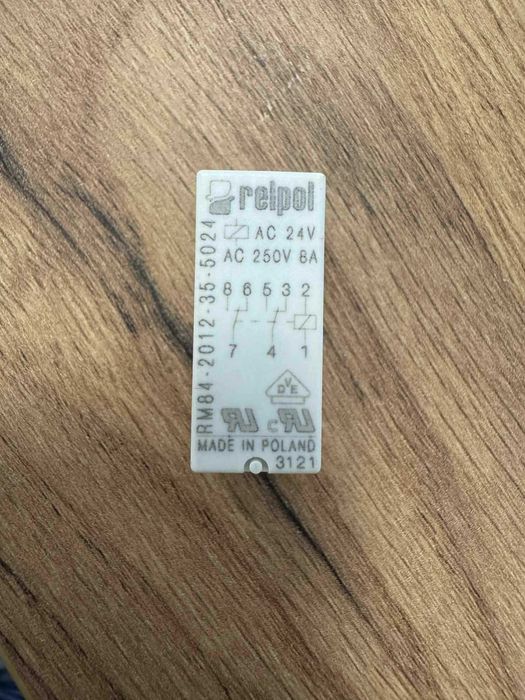 relpol
AC 24V
AC 250V 8A
8 6 5 3 2
7 4 1
RM84-2012-35-5024
D V E
c
MADE IN POLAND
3121